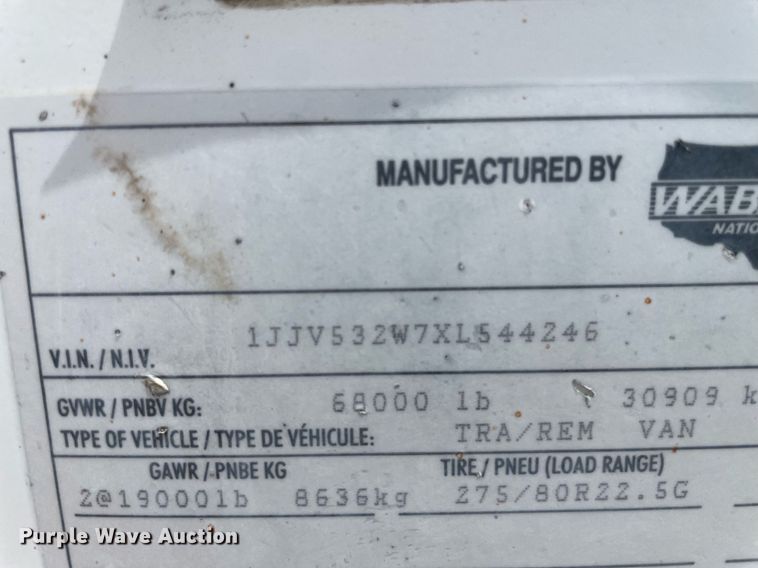 MANUFACTURED BY
WAB
NATIO
V.I.N. / N.I.V. 1JJV532W7XL544246
GVWR / PNBV KG: 68000 lb 30909 k
TYPE OF VEHICLE / TYPE DE VÉHICULE: TRA/REM VAN
GAWR / PNBE KG TIRE / PNEU (LOAD RANGE)
2@19000lb 8636kg 275/80R22.5G
Purple Wave Auction